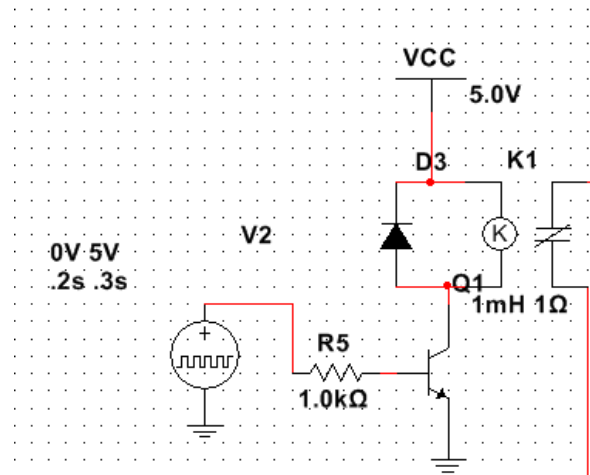 VCC
5.0V
D3
K1
V2
0V 5V
.2s .3s
K
Q1
1mH 1Ω
R5
1.0kΩ